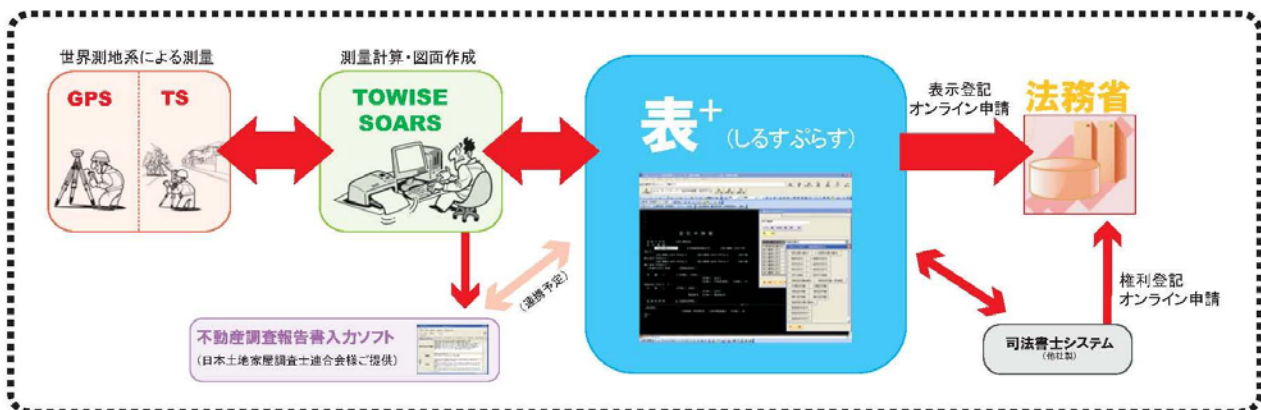 世界測地系による測量
GPS
TS
測量計算・図面作成
TOWISE
SOARS
表+
(しるすぷらす)
表示登記
オンライン申請
法務省
(連携予定)
不動産調査報告書入力ソフト
(日本土地家屋調査士連合会様ご提供)
権利登記
オンライン申請
司法書士システム
(他社製)